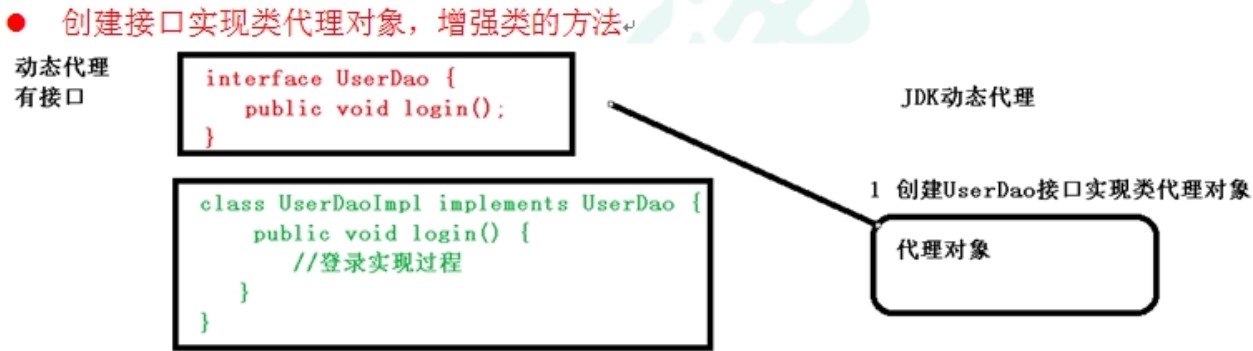 ● 创建接口实现类代理对象，增强类的方法↵
动态代理
有接口
interface UserDao {
public void login();
}
JDK动态代理
class UserDaoImpl implements UserDao {
public void login() {
//登录实现过程
}
}
1 创建UserDao接口实现类代理对象
代理对象